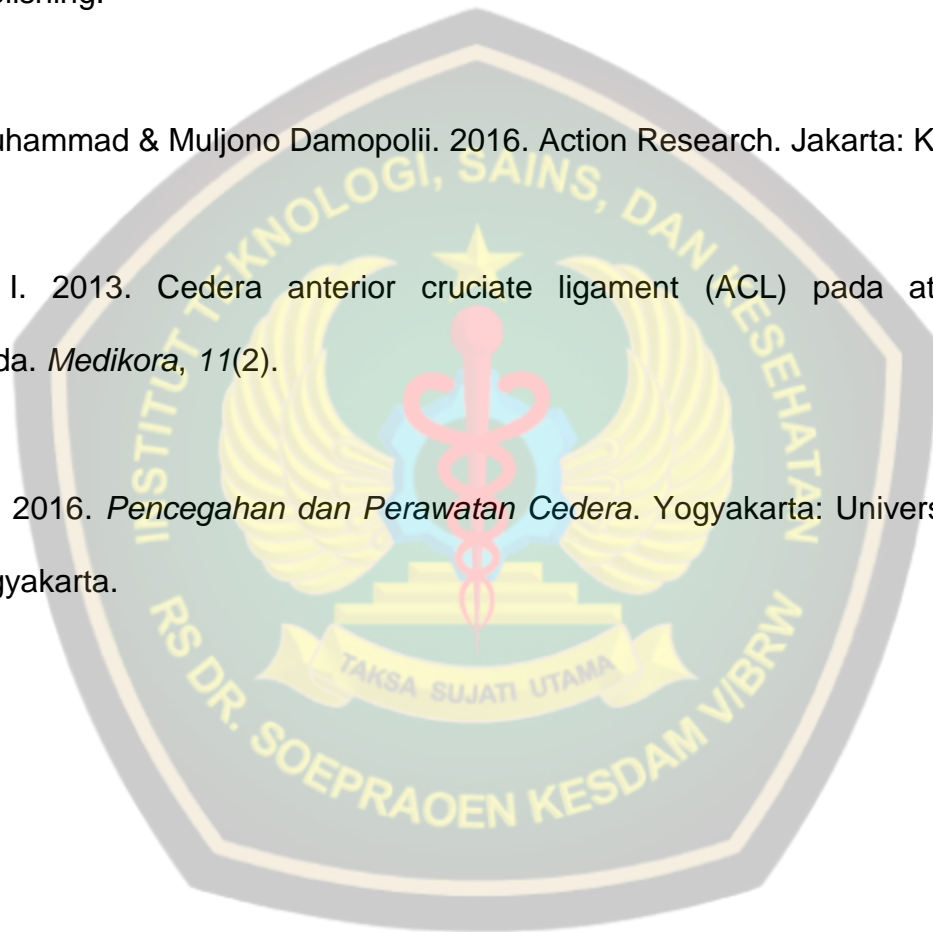 lishing.
uhammad & Muljono Damopolii. 2016. Action Research. Jakarta: K
I. 2013. Cedera anterior cruciate ligament (ACL) pada at
da. Medikora, 11(2).
2016. Pencegahan dan Perawatan Cedera. Yogyakarta: Univers
gyakarta.
INSTITUT TEKNOLOGI, SAINS, DAN KESEHATAN
TAKSA SUJATI UTAMA
RS DR. SOEPRAOEN KESDAM V/BRW